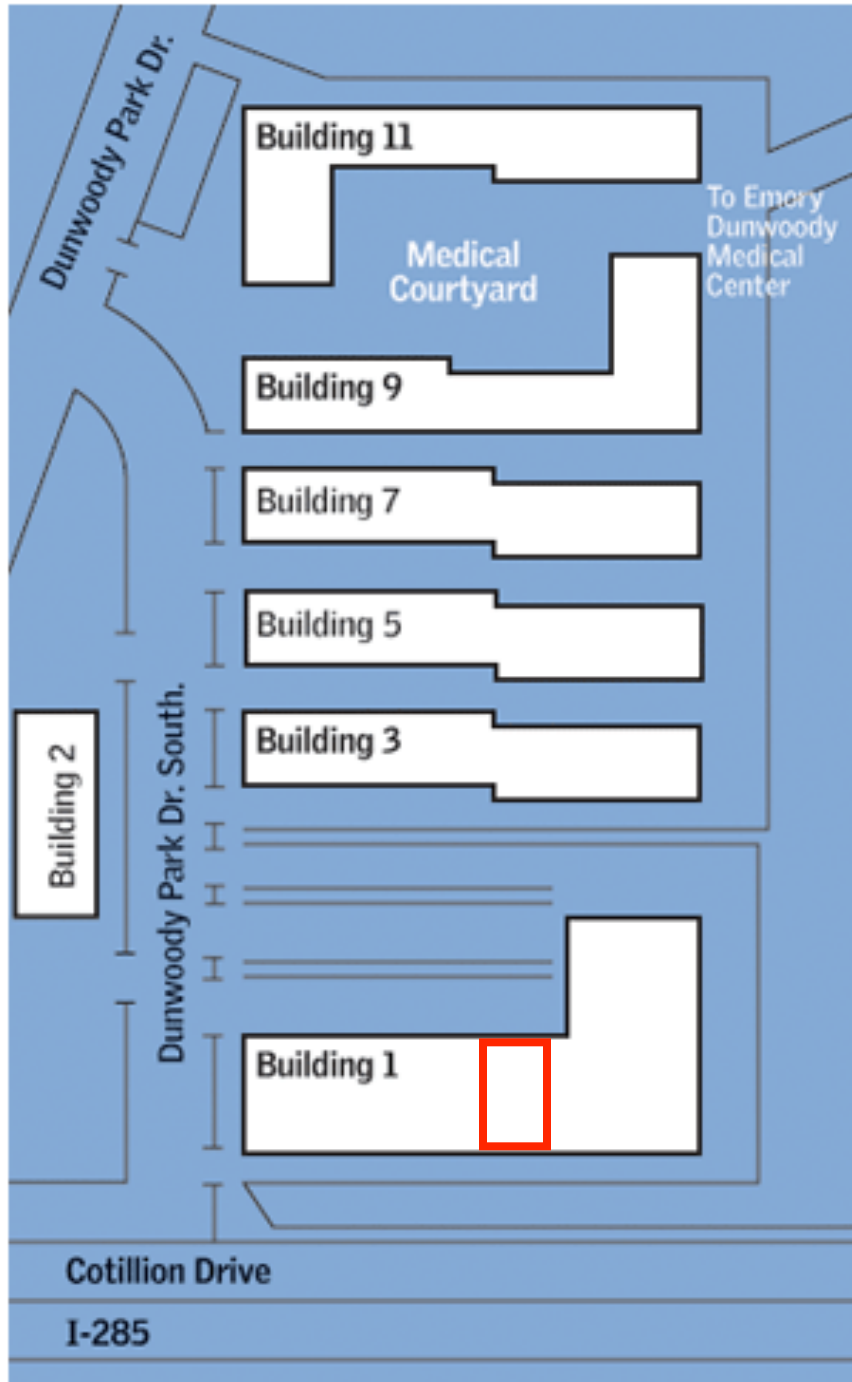 Dunwoody Park Dr.
Building 11
To Emory
Dunwoody
Medical
Center
Medical
Courtyard
Building 9
Building 7
Building 5
Building 3
Building 2
Dunwoody Park Dr. South.
Building 1
Cotillion Drive
I-285